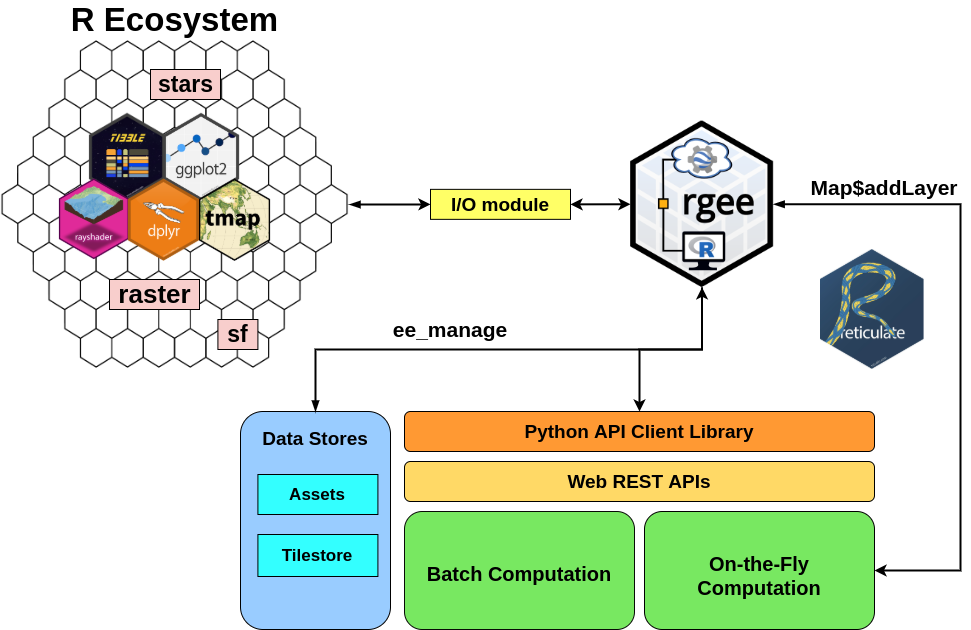 R Ecosystem
stars
TIBBLE
ggplot2
rayshader
dplyr
tmap
raster
sf
I/O module
rgee
R
Map$addLayer
reticulate
ee_manage
Data Stores
Assets
Tilestore
Python API Client Library
Web REST APIs
Batch Computation
On-the-Fly
Computation